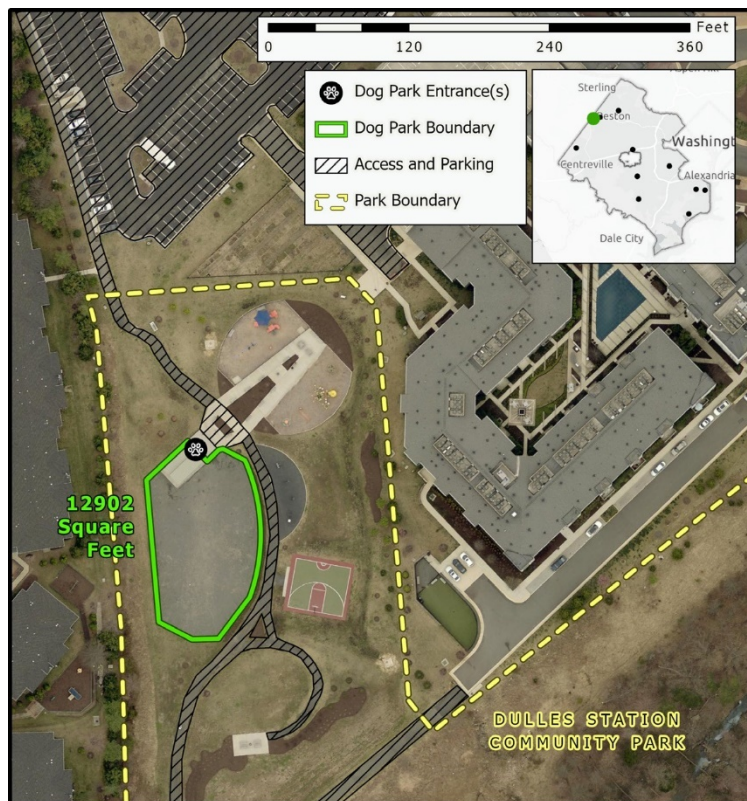 Feet
0 120 240 360
Dog Park Entrance(s)
Dog Park Boundary
Access and Parking
Park Boundary
Sterling
eston
Washingt
Centreville
Alexandria
Dale City
12902
Square
Feet
DULLES STATION
COMMUNITY PARK